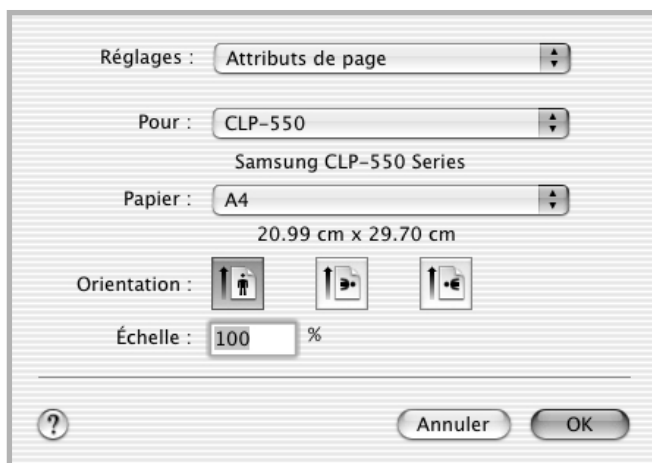 Réglages : Attributs de page
Pour : CLP-550
Samsung CLP-550 Series
Papier : A4
20.99 cm x 29.70 cm
Orientation :
Échelle : 100 %
? Annuler OK